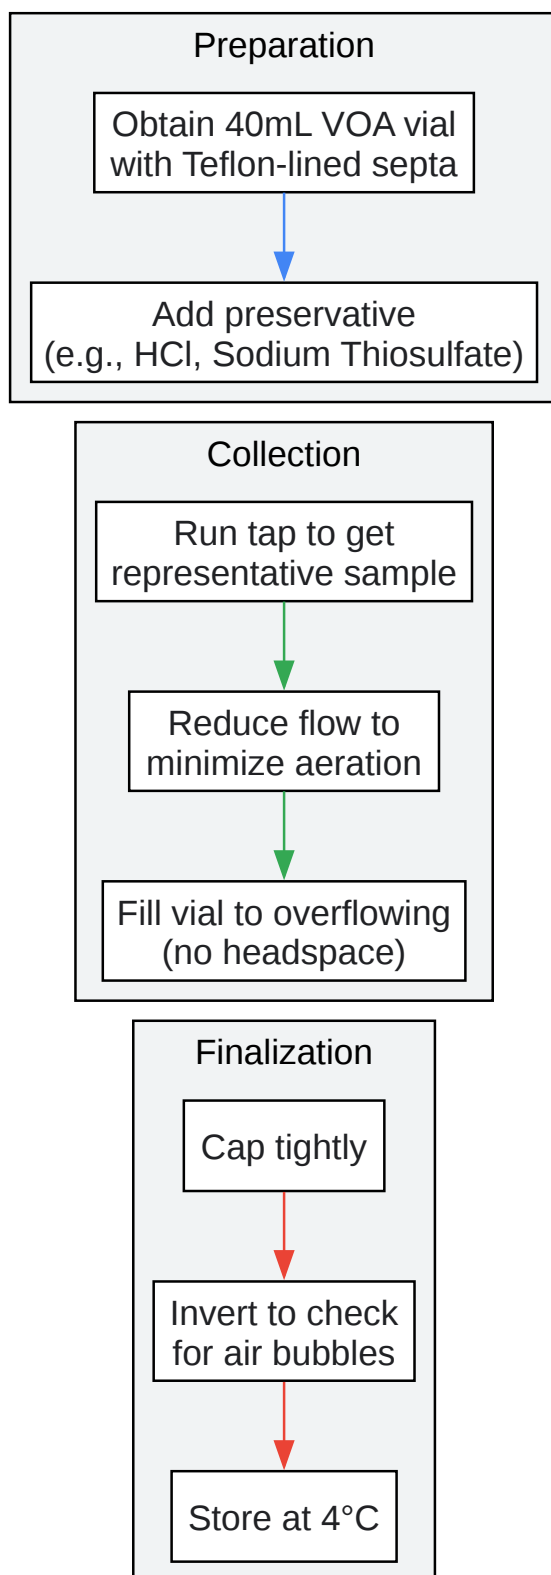 Preparation
Obtain 40mL VOA vial
with Teflon-lined septa
Add preservative
(e.g., HCl, Sodium Thiosulfate)
Collection
Run tap to get
representative sample
Reduce flow to
minimize aeration
Fill vial to overflowing
(no headspace)
Finalization
Cap tightly
Invert to check
for air bubbles
Store at 4°C